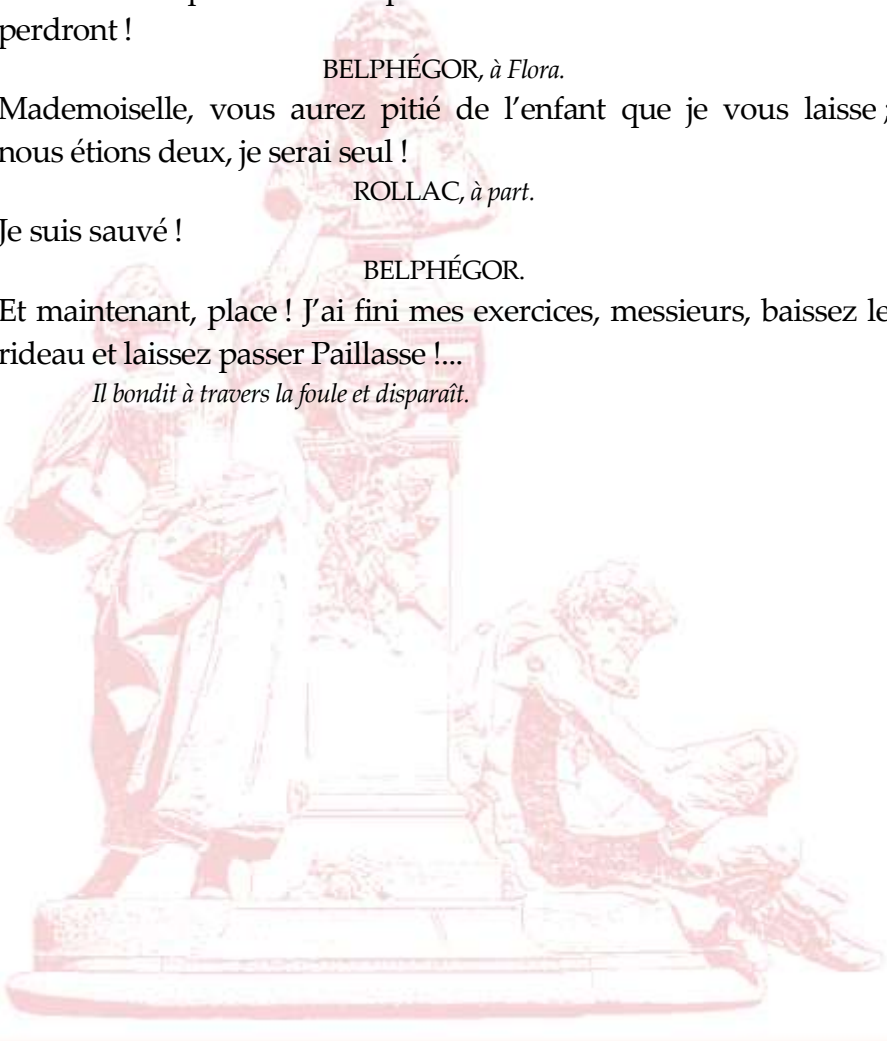 perdront !
BELPHÉGOR, à Flora.
Mademoiselle, vous aurez pitié de l’enfant que je vous laisse ;
nous étions deux, je serai seul !
ROLLAC, à part.
Je suis sauvé !
BELPHÉGOR.
Et maintenant, place ! J’ai fini mes exercices, messieurs, baissez le
rideau et laissez passer Paillasse !...
Il bondit à travers la foule et disparaît.